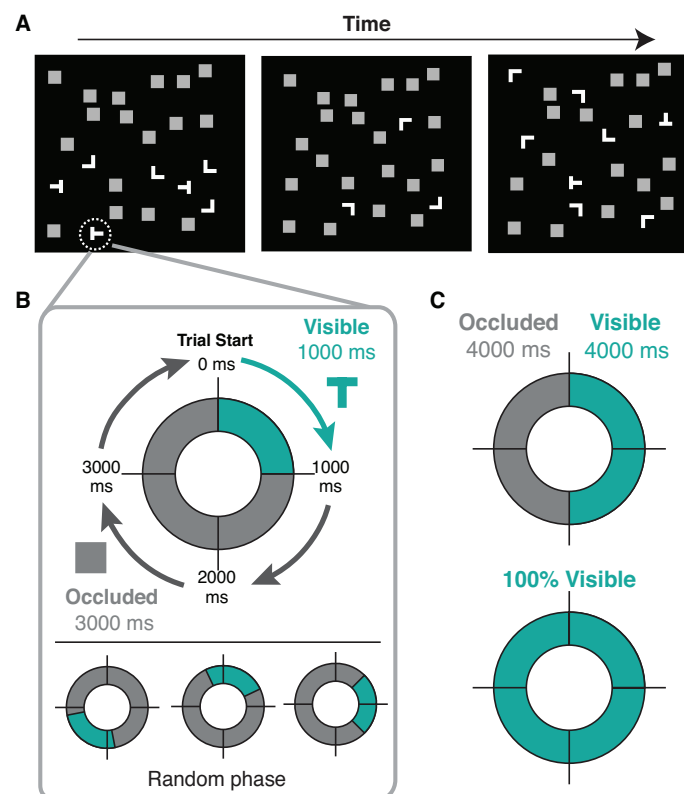 A
Time
B
Trial Start
0 ms
Visible
1000 ms
1000
ms
2000
ms
3000
ms
Occluded
3000 ms
Random phase
C
Occluded
4000 ms
Visible
4000 ms
100% Visible